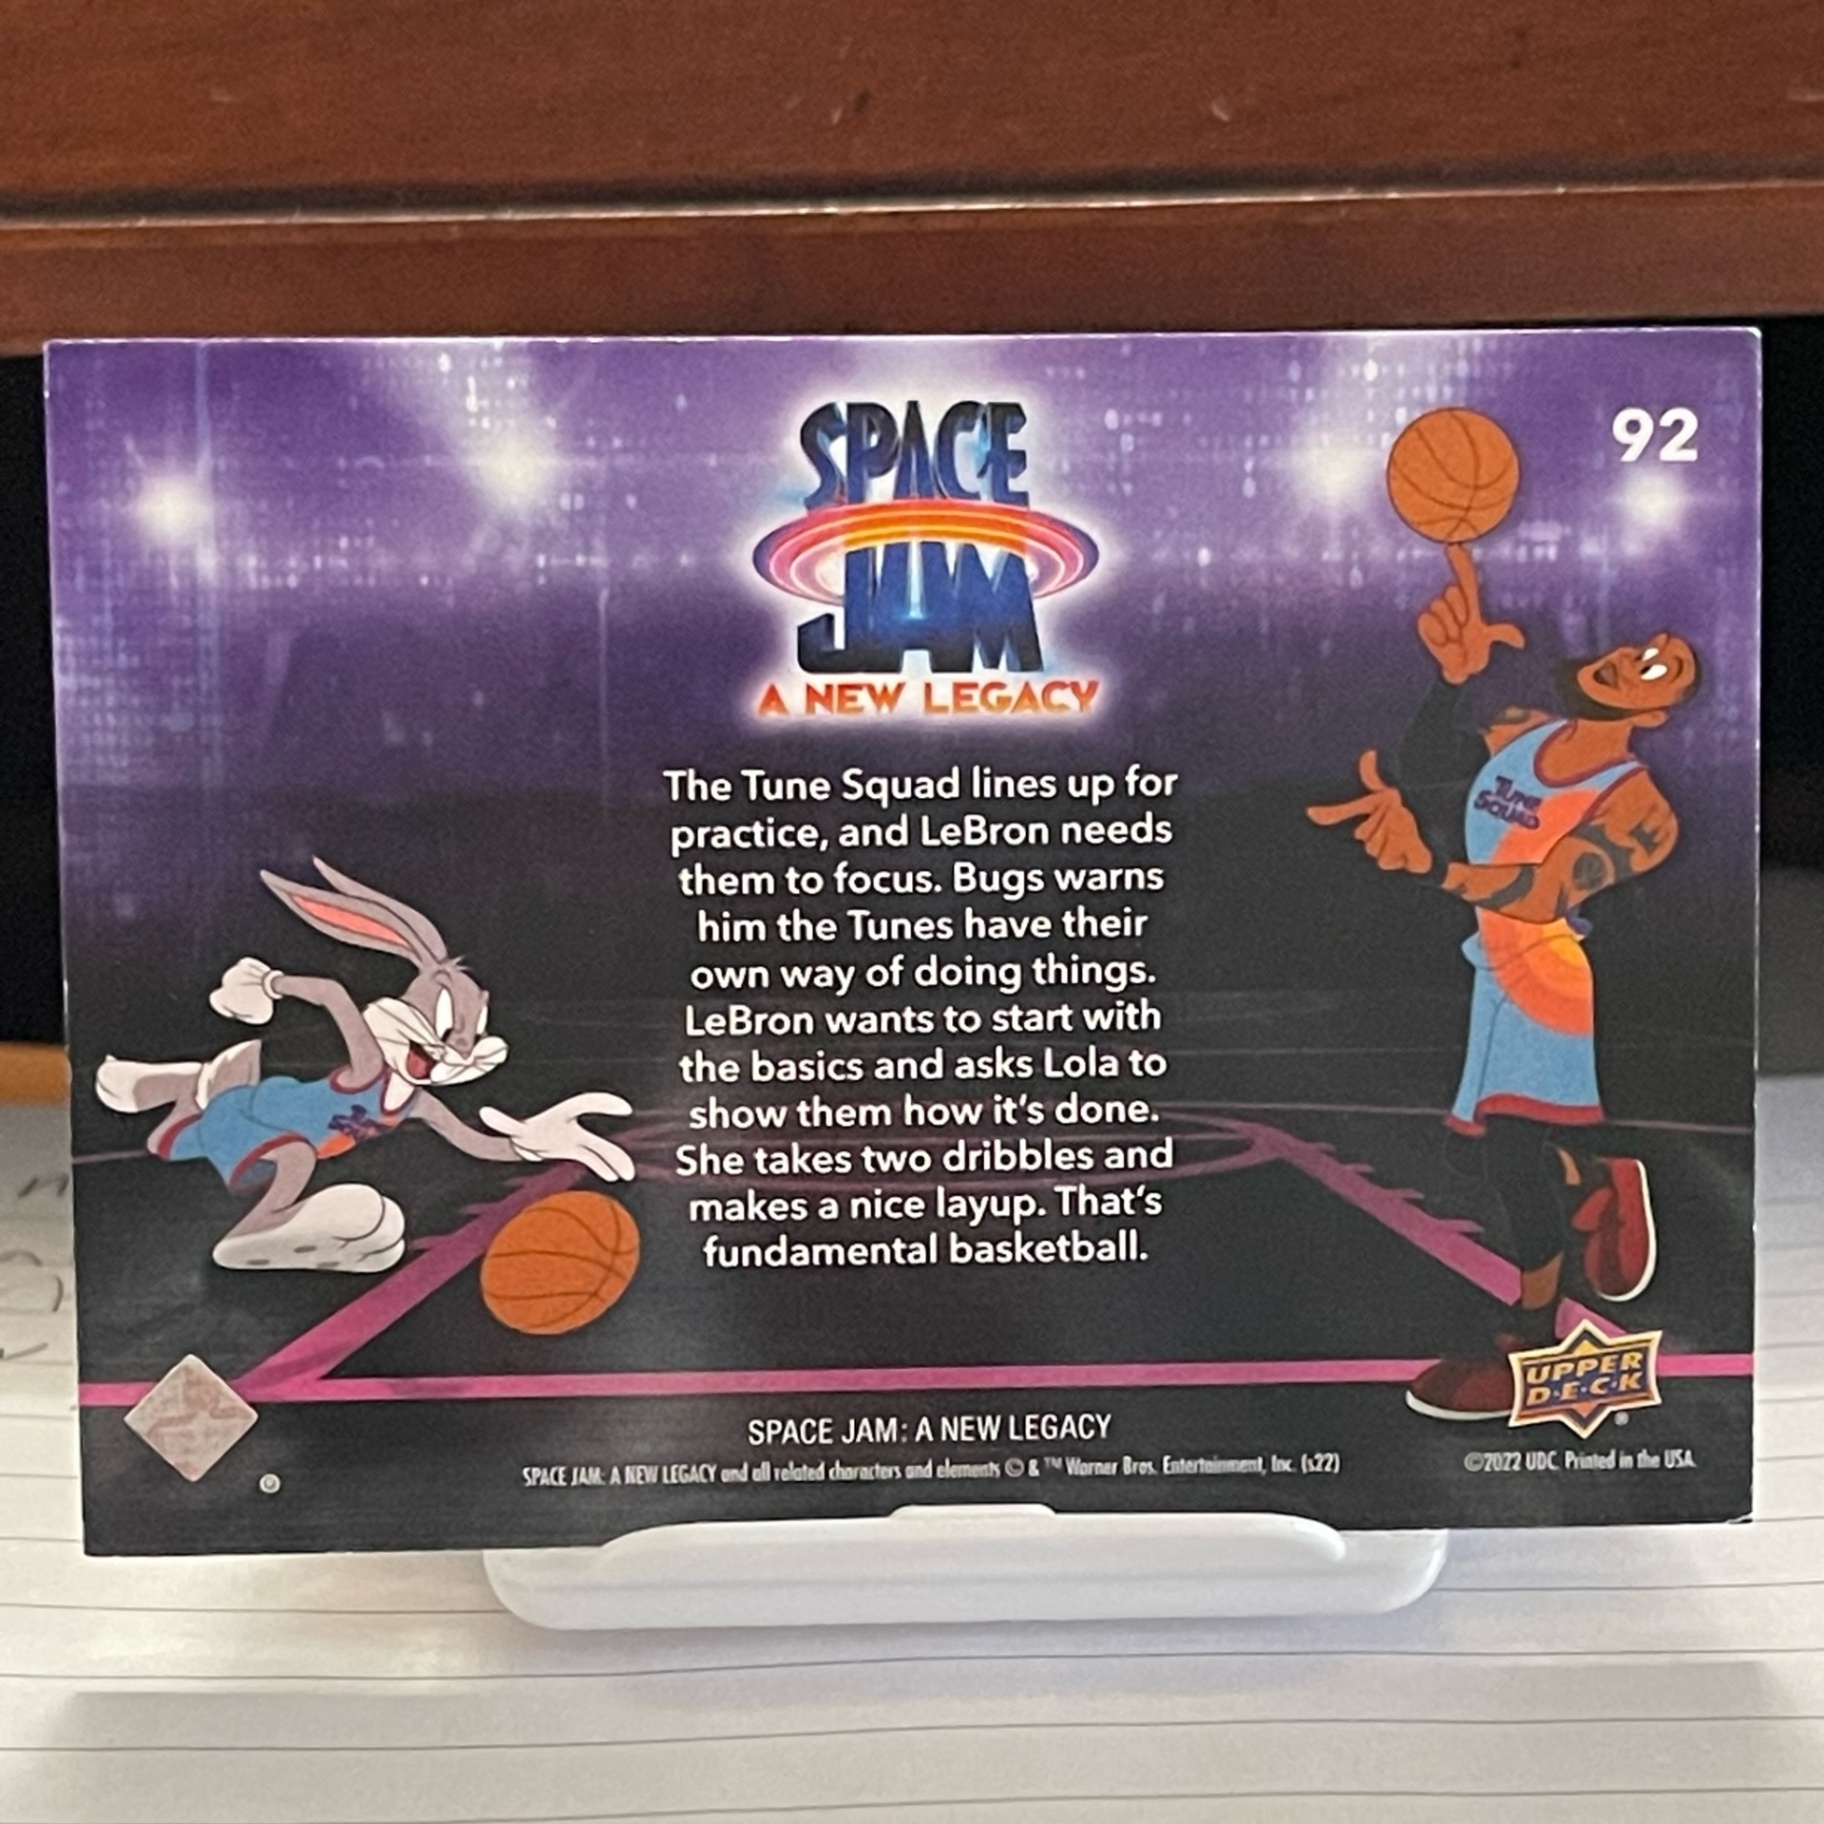 92
SPACE
JAM
A NEW LEGACY
The Tune Squad lines up for
practice, and LeBron needs
them to focus. Bugs warns
him the Tunes have their
own way of doing things.
LeBron wants to start with
the basics and asks Lola to
show them how it's done.
She takes two dribbles and
makes a nice layup. That's
fundamental basketball.
TUNE
SQUAD
UPPER
D•E•C•K
®
®
SPACE JAM: A NEW LEGACY
SPACE JAM: A NEW LEGACY and all related characters and elements © & ™ Warner Bros. Entertainment, Inc. (s22)
©2022 UDC. Printed in the USA.